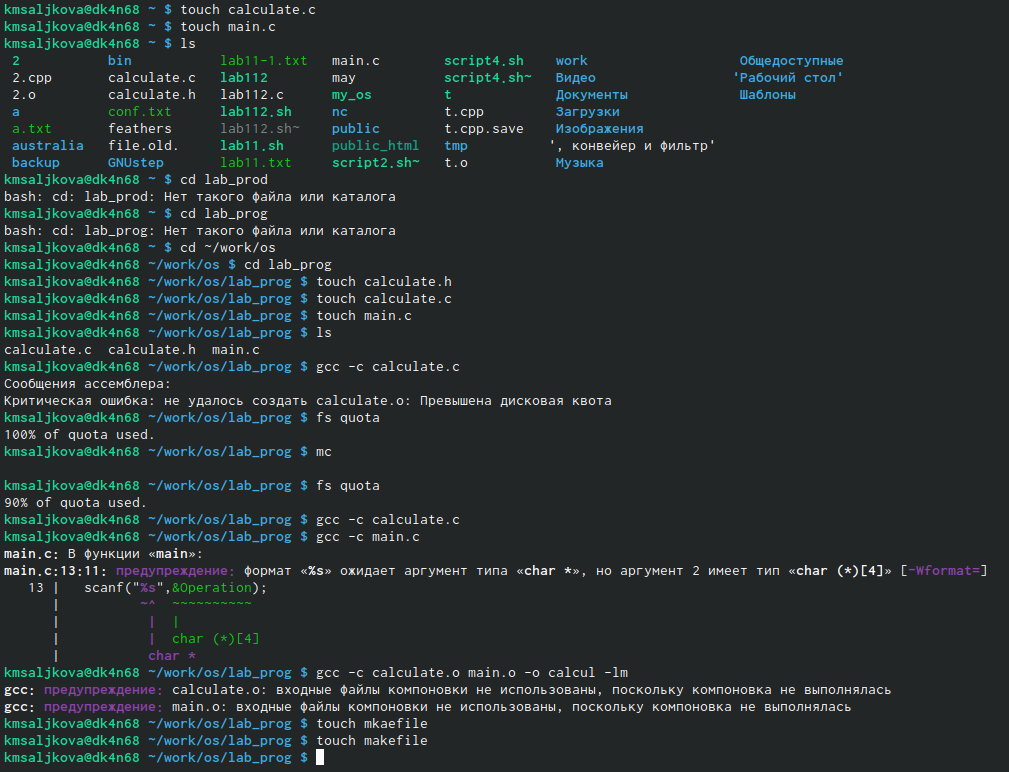 kmsaljkova@dk4n68 ~ $ touch calculate.c
kmsaljkova@dk4n68 ~ $ touch main.c
kmsaljkova@dk4n68 ~ $ ls
2 bin lab11-1.txt main.c script4.sh work Общедоступные
2.cpp calculate.c lab112 may script4.sh~ Видео 'Рабочий стол'
2.o calculate.h lab112.c my_os t Документы Шаблоны
a conf.txt lab112.sh nc t.cpp Загрузки
a.txt feathers lab112.sh~ public t.cpp.save Изображения
australia file.old. lab11.sh public_html tmp ', конвейер и фильтр'
backup GNUstep lab11.txt script2.sh~ t.o Музыка
kmsaljkova@dk4n68 ~ $ cd lab_prod
bash: cd: lab_prod: Нет такого файла или каталога
kmsaljkova@dk4n68 ~ $ cd lab_prog
bash: cd: lab_prog: Нет такого файла или каталога
kmsaljkova@dk4n68 ~ $ cd ~/work/os
kmsaljkova@dk4n68 ~/work/os $ cd lab_prog
kmsaljkova@dk4n68 ~/work/os/lab_prog $ touch calculate.h
kmsaljkova@dk4n68 ~/work/os/lab_prog $ touch calculate.c
kmsaljkova@dk4n68 ~/work/os/lab_prog $ touch main.c
kmsaljkova@dk4n68 ~/work/os/lab_prog $ ls
calculate.c calculate.h main.c
kmsaljkova@dk4n68 ~/work/os/lab_prog $ gcc -c calculate.c
Сообщения ассемблера:
Критическая ошибка: не удалось создать calculate.o: Превышена дисковая квота
kmsaljkova@dk4n68 ~/work/os/lab_prog $ fs quota
100% of quota used.
kmsaljkova@dk4n68 ~/work/os/lab_prog $ mc
kmsaljkova@dk4n68 ~/work/os/lab_prog $ fs quota
90% of quota used.
kmsaljkova@dk4n68 ~/work/os/lab_prog $ gcc -c calculate.c
kmsaljkova@dk4n68 ~/work/os/lab_prog $ gcc -c main.c
main.c: В функции «main»:
main.c:13:11: предупреждение: формат «%s» ожидает аргумент типа «char *», но аргумент 2 имеет тип «char (*)[4]» [-Wformat=]
13 | scanf("%s",&Operation);
| ~^ ~~~~~~~~~~
| | |
| | char (*)[4]
| char *
kmsaljkova@dk4n68 ~/work/os/lab_prog $ gcc -c calculate.o main.o -o calcul -lm
gcc: предупреждение: calculate.o: входные файлы компоновки не использованы, поскольку компоновка не выполнялась
gcc: предупреждение: main.o: входные файлы компоновки не использованы, поскольку компоновка не выполнялась
kmsaljkova@dk4n68 ~/work/os/lab_prog $ touch mkaefile
kmsaljkova@dk4n68 ~/work/os/lab_prog $ touch makefile
kmsaljkova@dk4n68 ~/work/os/lab_prog $